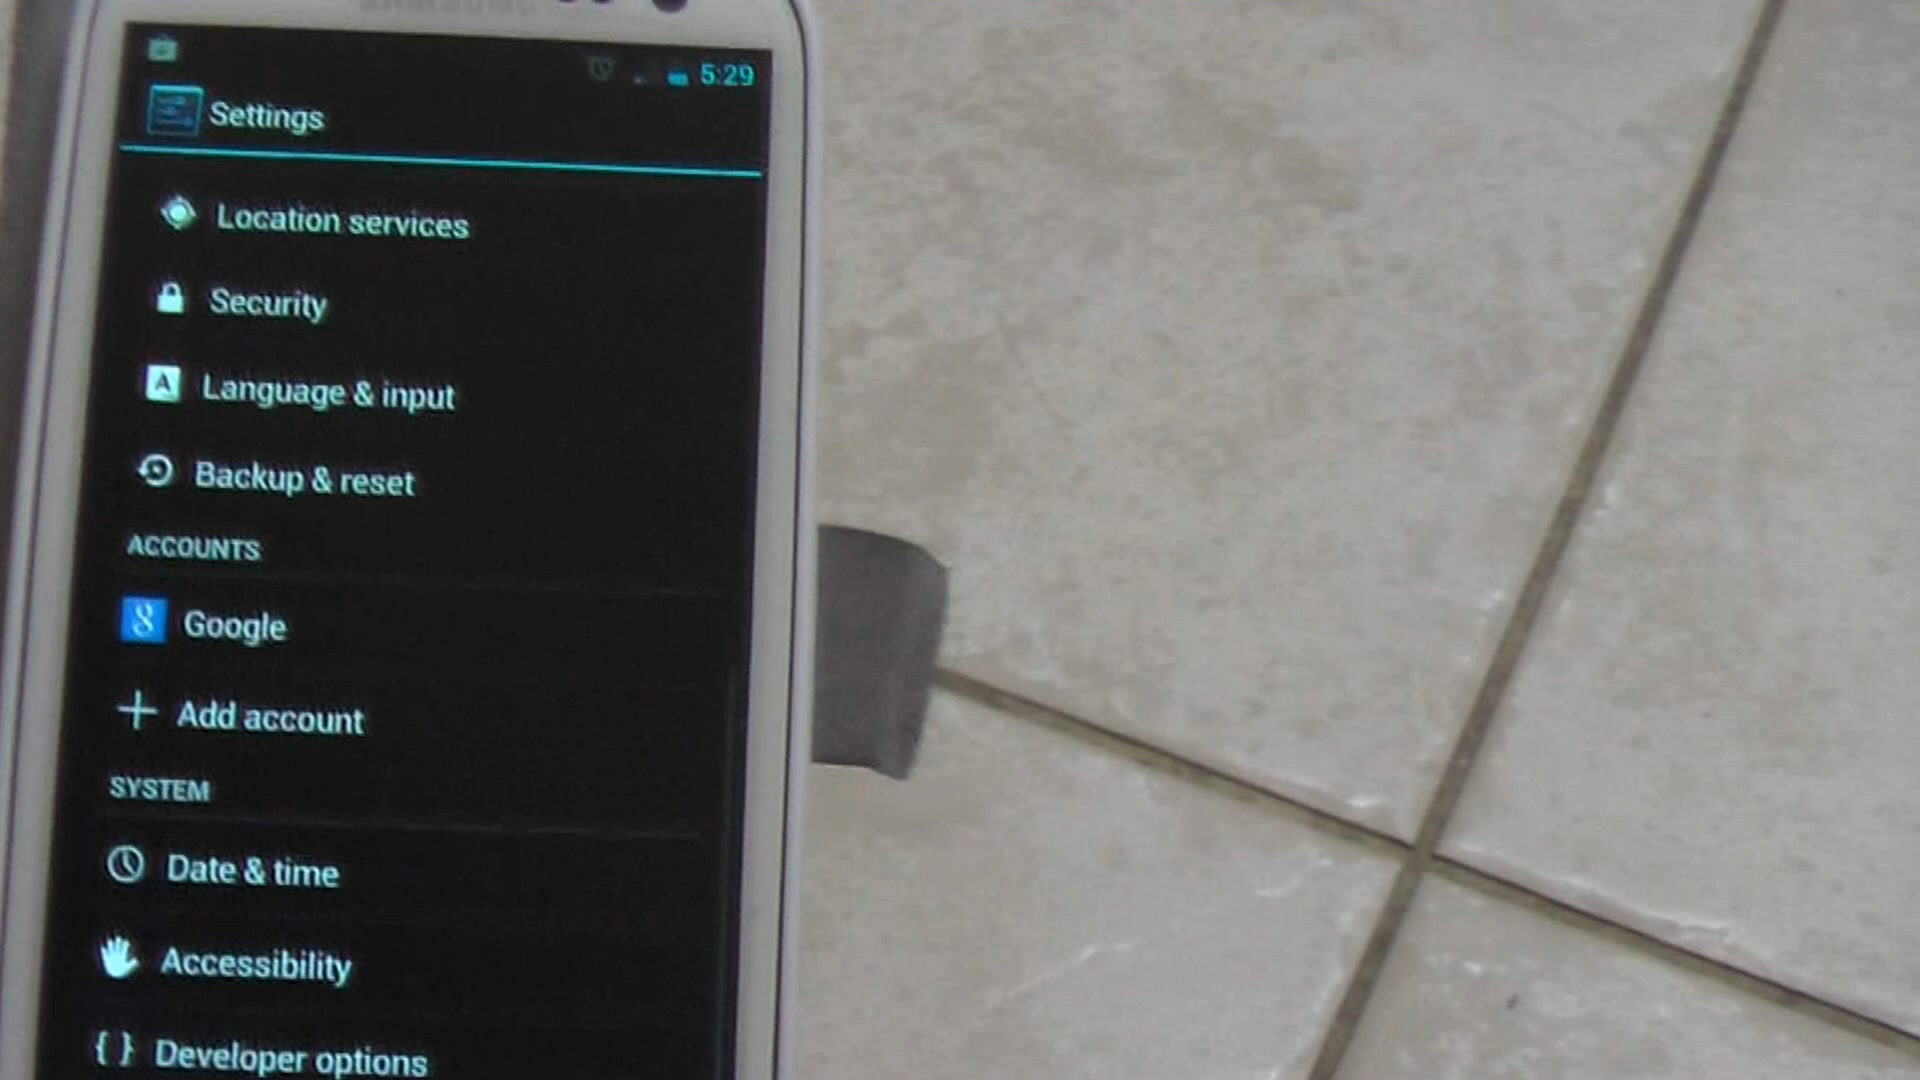 SAMSUNG
5:29
Settings
Location services
Security
A Language & input
Backup & reset
ACCOUNTS
g Google
Add account
SYSTEM
Date & time
Accessibility
{ } Developer options